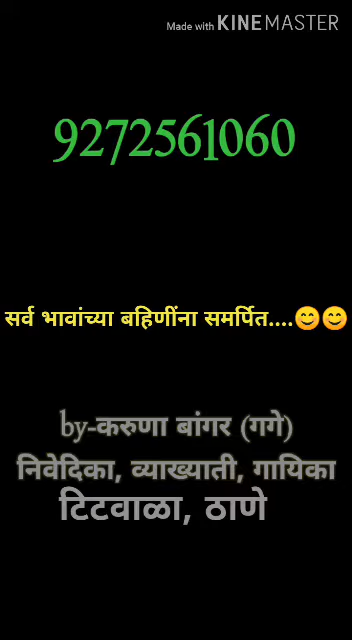 Made with KINEMASTER
9272561060
सर्व भावांच्या बहिणींना समर्पित....😊😊
by-करुणा बांगर (गगे)
निवेदिका, व्याख्याती, गायिका
टिटवाळा, ठाणे